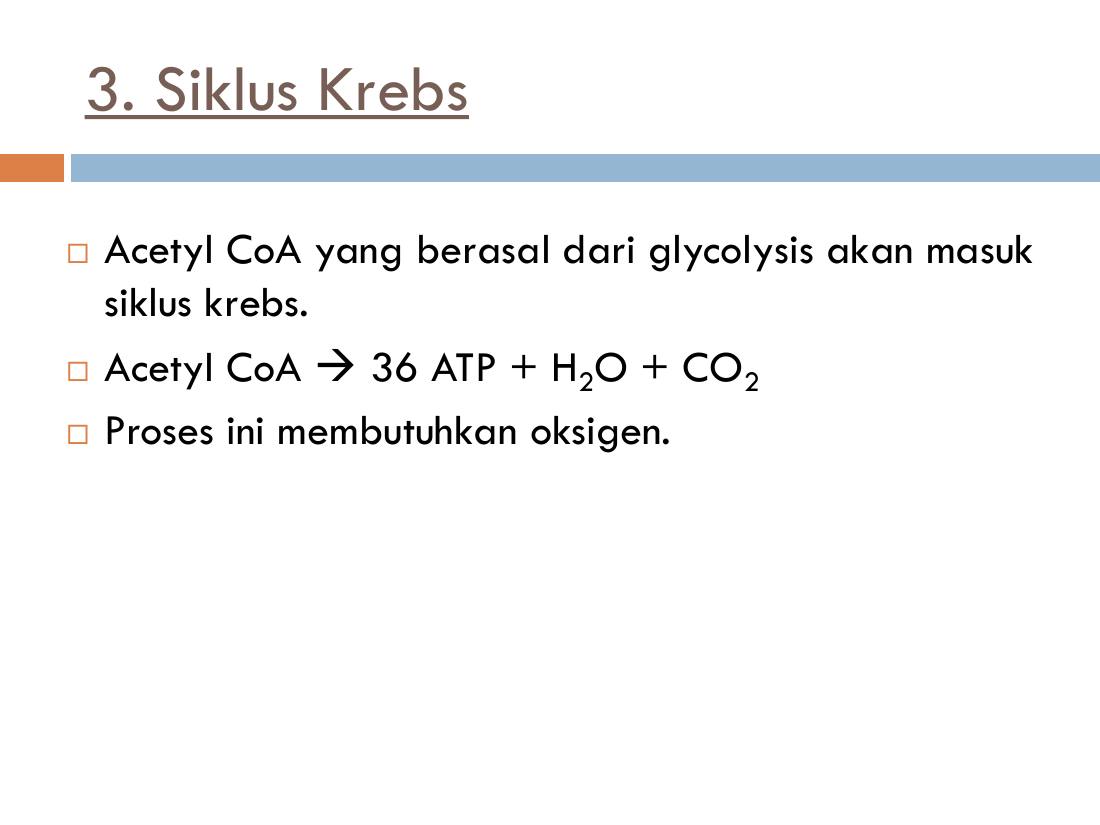 3. Siklus Krebs
Acetyl CoA yang berasal dari glycolysis akan masuk
siklus krebs.
Acetyl CoA → 36 ATP + H₂O + CO₂
Proses ini membutuhkan oksigen.